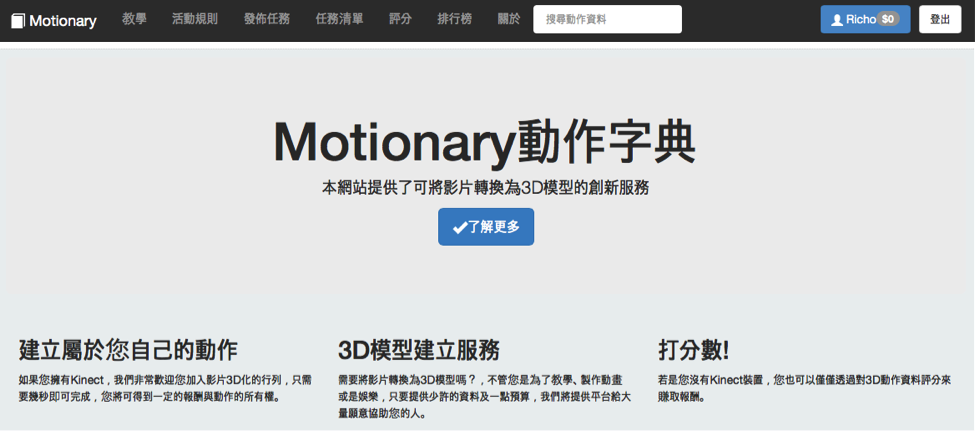 Motionary 教學 活動規則 發佈任務 任務清單 評分 排行榜 關於 搜尋動作資料 Richo $0 登出
Motionary動作字典
本網站提供了可將影片轉換為3D模型的創新服務
了解更多
建立屬於您自己的動作
如果您擁有Kinect，我們非常歡迎您加入影片3D化的行列，只需
要幾秒即可完成，您將可得到一定的報酬與動作的所有權。
3D模型建立服務
需要將影片轉換為3D模型嗎？，不管您是為了教學、製作動畫
或是娛樂，只要提供少許的資料及一點預算，我們將提供平台給大
量願意協助您的人。
打分數!
若是您沒有Kinect裝置，您也可以僅僅透過對3D動作資料評分來
賺取報酬。